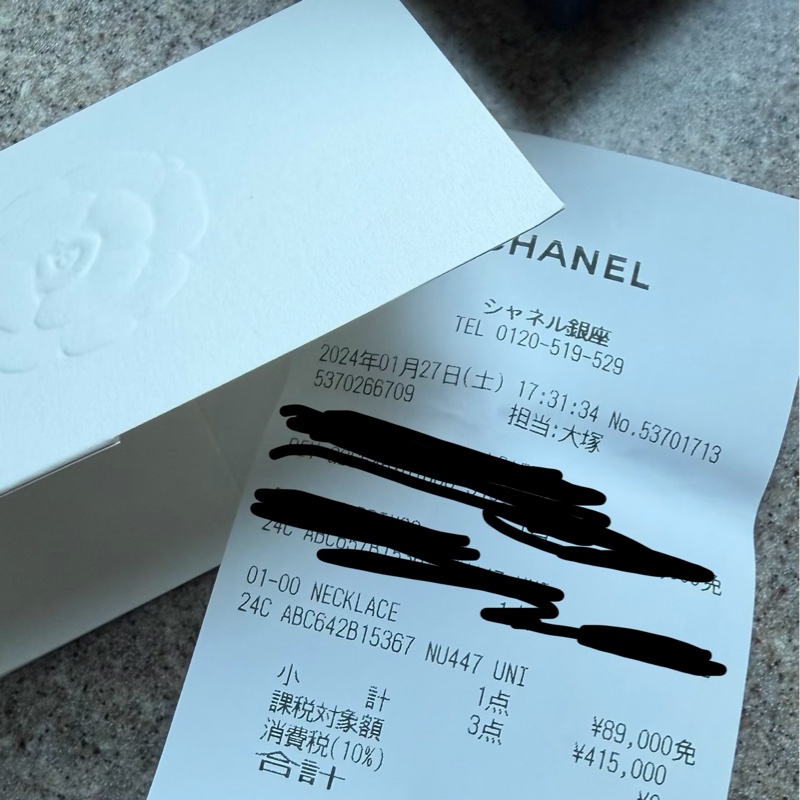 CHANEL
シャネル銀座
TEL 0120-519-529
2024年01月27日(土) 17:31:34 No.53701713
5370266709 担当:大塚
免
24C
01-00 NECKLACE
24C ABC642B15367 NU447 UNI
1点 ¥89,000免
小計 3点 ¥415,000
課税対象額
消費税(10%)
合計